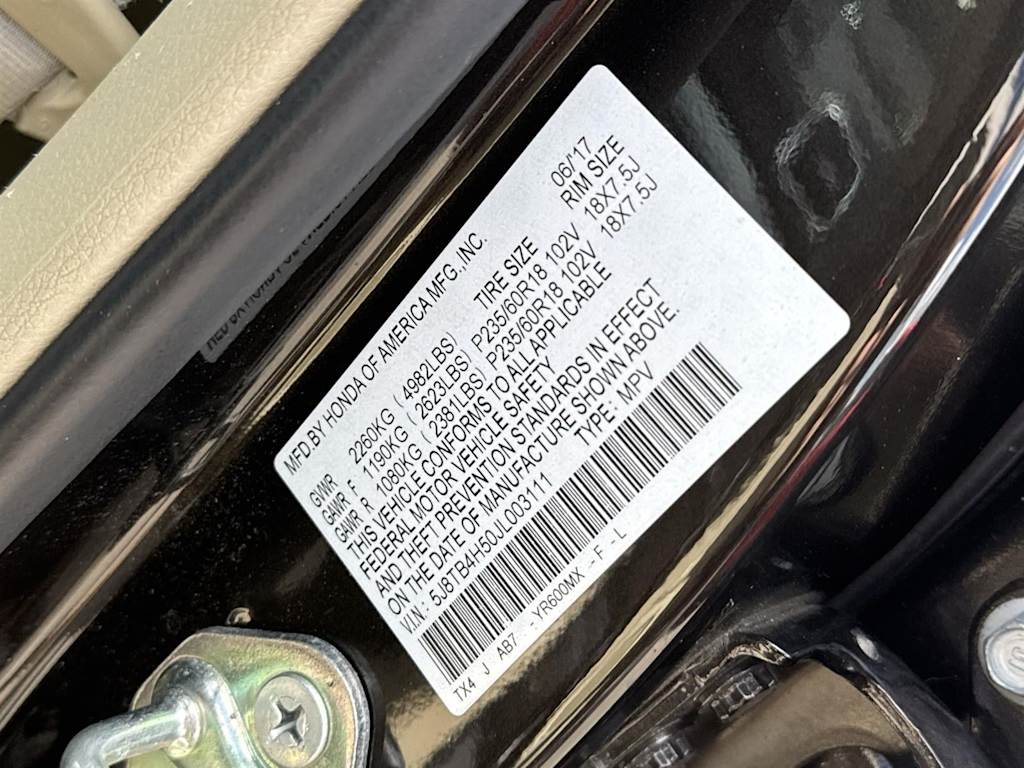 MFD.BY HONDA OF AMERICA MFG.,INC. 06/17
GVWR 2260KG ( 4982LBS) TIRE SIZE RIM SIZE
GAWR F 1190KG ( 2623LBS) P235/60R18 102V 18X7.5J
GAWR R 1080KG ( 2381LBS) P235/60R18 102V 18X7.5J
THIS VEHICLE CONFORMS TO ALL APPLICABLE
FEDERAL MOTOR VEHICLE SAFETY
AND THEFT PREVENTION STANDARDS IN EFFECT
ON THE DATE OF MANUFACTURE SHOWN ABOVE.
V.I.N.: 5J8TB4H50JL003111 TYPE: MPV
TX4 J AB7 - YR600MX - F - L